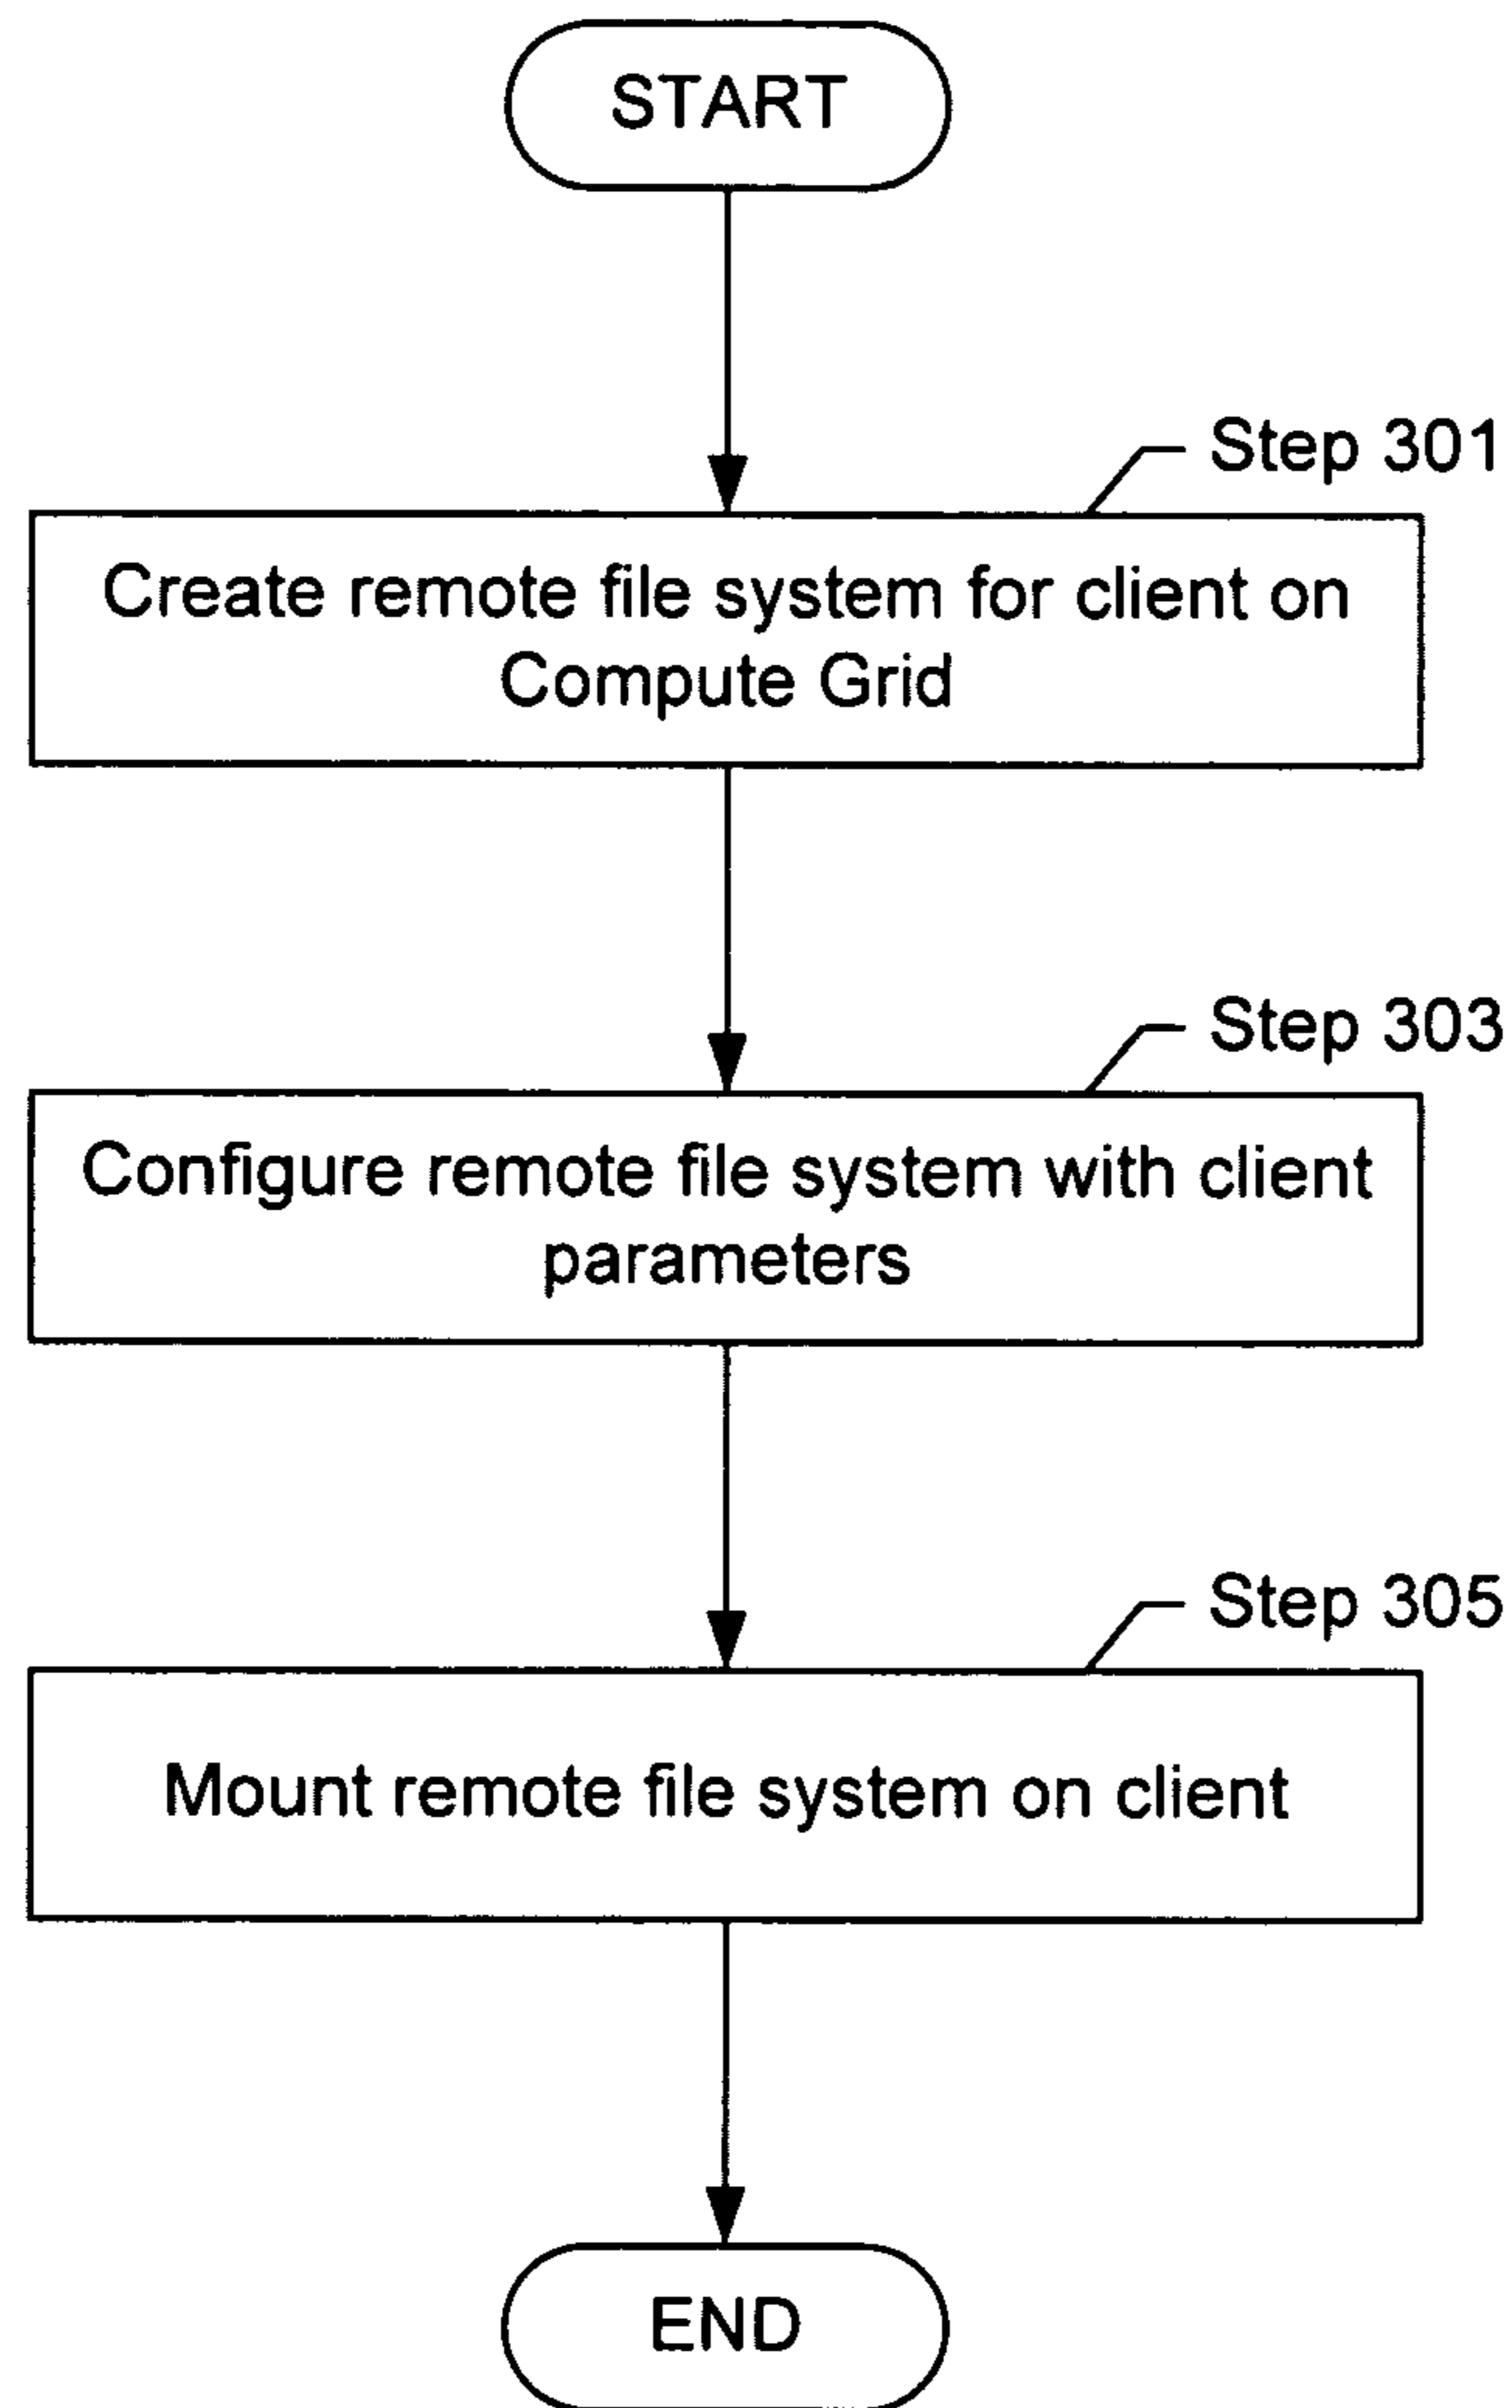 START
Step 301
Create remote file system for client on
Compute Grid
Step 303
Configure remote file system with client
parameters
Step 305
Mount remote file system on client
END